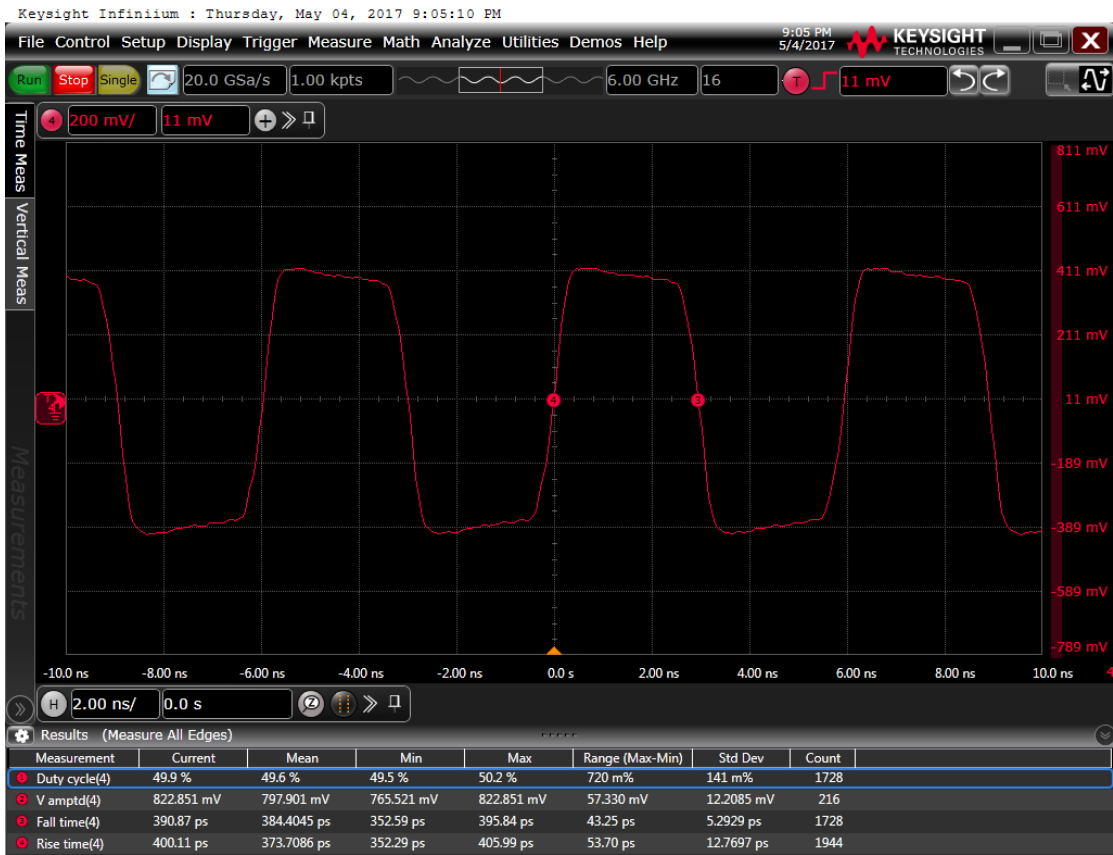 Keysight Infiniium : Thursday, May 04, 2017 9:05:10 PM
File Control Setup Display Trigger Measure Math Analyze Utilities Demos Help 9:05 PM 5/4/2017 KEYSIGHT TECHNOLOGIES X
Run Stop Single 20.0 GSa/s 1.00 kpts 6.00 GHz 16 T 11 mV
4 200 mV/ 11 mV
Time Meas
Vertical Meas
Measurements
811 mV
611 mV
411 mV
211 mV
T 4 3 11 mV
-189 mV
-389 mV
-589 mV
-789 mV
-10.0 ns -8.00 ns -6.00 ns -4.00 ns -2.00 ns 0.0 s 2.00 ns 4.00 ns 6.00 ns 8.00 ns 10.0 ns 4
H 2.00 ns/ 0.0 s Z
Results (Measure All Edges)
Measurement Current Mean Min Max Range (Max-Min) Std Dev Count
1 Duty cycle(4) 49.9 % 49.6 % 49.5 % 50.2 % 720 m% 141 m% 1728
2 V amptd(4) 822.851 mV 797.901 mV 765.521 mV 822.851 mV 57.330 mV 12.2085 mV 216
3 Fall time(4) 390.87 ps 384.4045 ps 352.59 ps 395.84 ps 43.25 ps 5.2929 ps 1728
4 Rise time(4) 400.11 ps 373.7086 ps 352.29 ps 405.99 ps 53.70 ps 12.7697 ps 1944